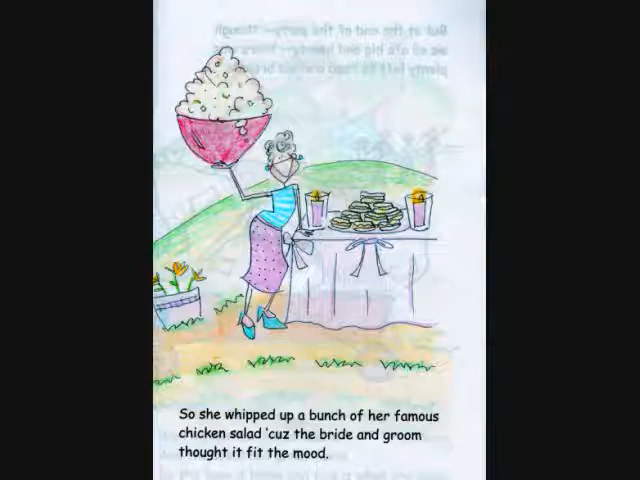 So she whipped up a bunch of her famous
chicken salad 'cuz the bride and groom
thought it fit the mood.